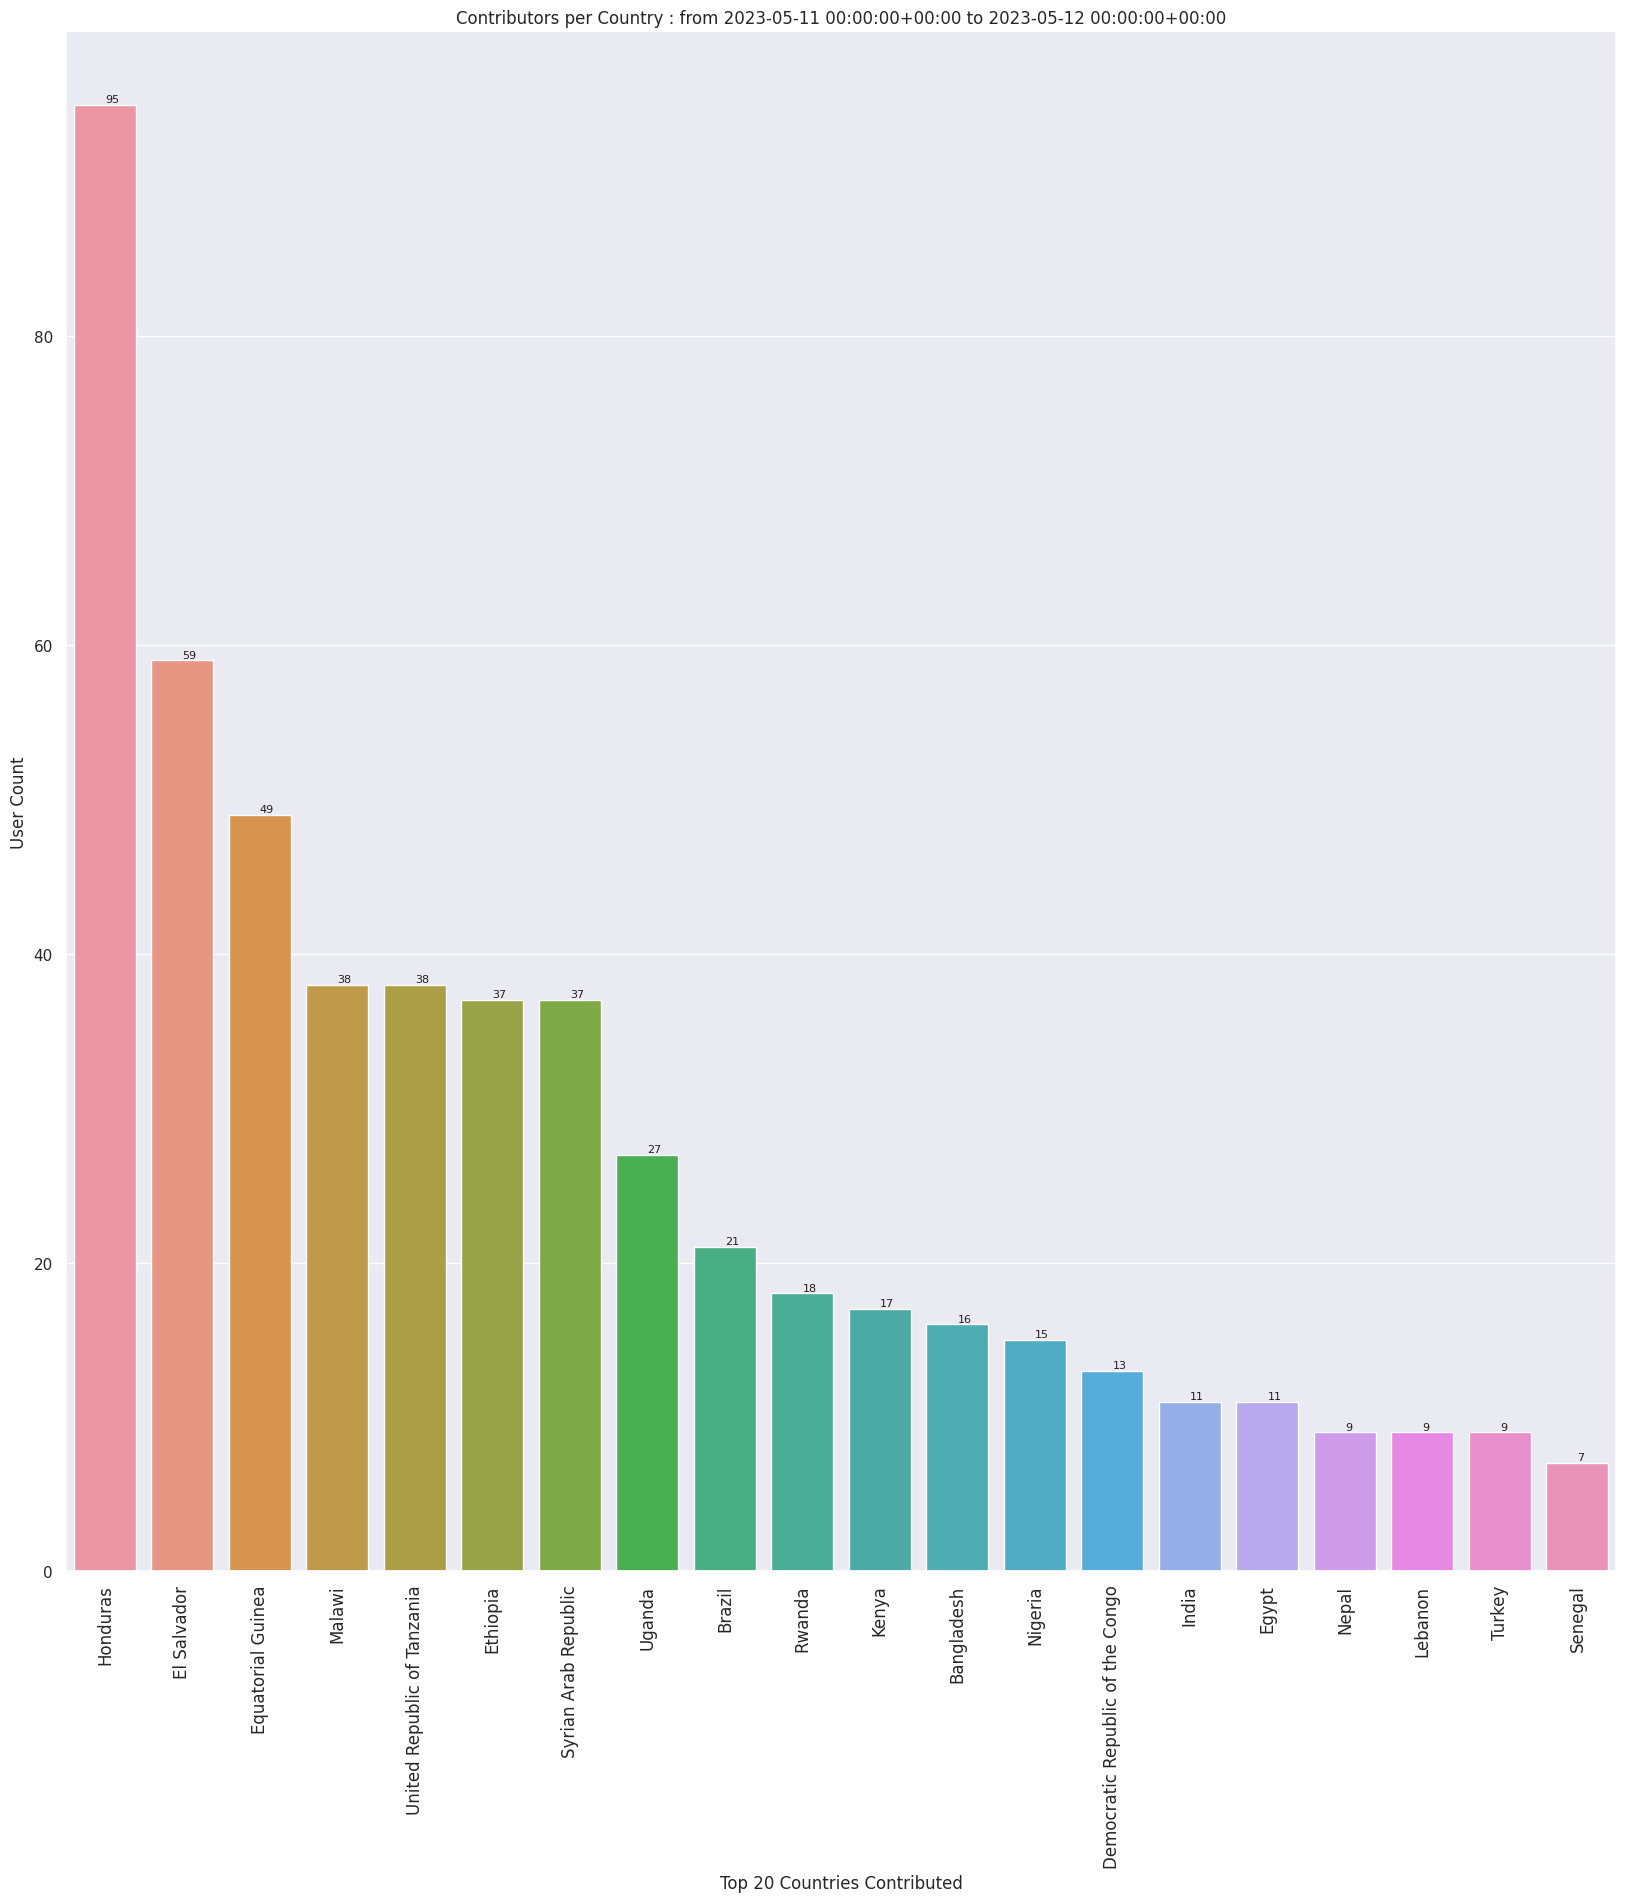 Contributors per Country : from 2023-05-11 00:00:00+00:00 to 2023-05-12 00:00:00+00:00
User Count
80
60
40
20
0
95
59
49
38
38
37
37
27
21
18
17
16
15
13
11
11
9
9
9
7
Honduras
El Salvador
Equatorial Guinea
Malawi
United Republic of Tanzania
Ethiopia
Syrian Arab Republic
Uganda
Brazil
Rwanda
Kenya
Bangladesh
Nigeria
Democratic Republic of the Congo
India
Egypt
Nepal
Lebanon
Turkey
Senegal
Top 20 Countries Contributed